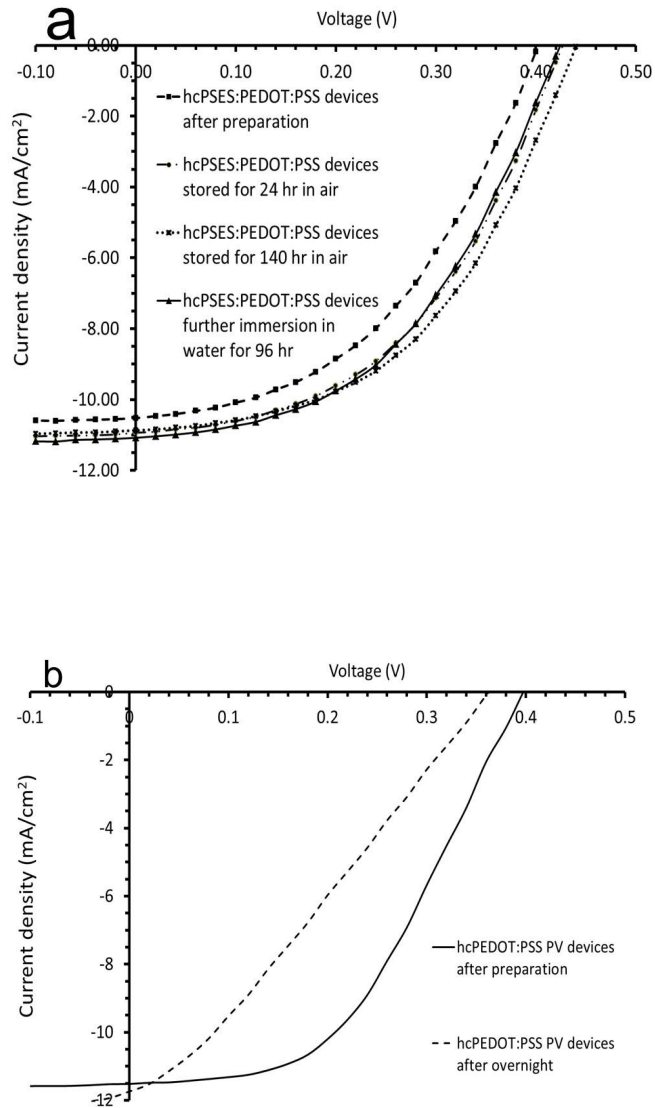 a
Voltage (V)
0.00
-0.10
0.00
0.10
0.20
0.30
0.40
0.50
-2.00
-4.00
-6.00
-8.00
-10.00
-12.00
Current density (mA/cm²)
hcPSES:PEDOT:PSS devices
after preparation
hcPSES:PEDOT:PSS devices
stored for 24 hr in air
hcPSES:PEDOT:PSS devices
stored for 140 hr in air
hcPSES:PEDOT:PSS devices
further immersion in
water for 96 hr
b
Voltage (V)
0
-0.1
0
0.1
0.2
0.3
0.4
0.5
-2
-4
-6
-8
-10
-12
Current density (mA/cm²)
hcPEDOT:PSS PV devices
after preparation
hcPEDOT:PSS PV devices
after overnight